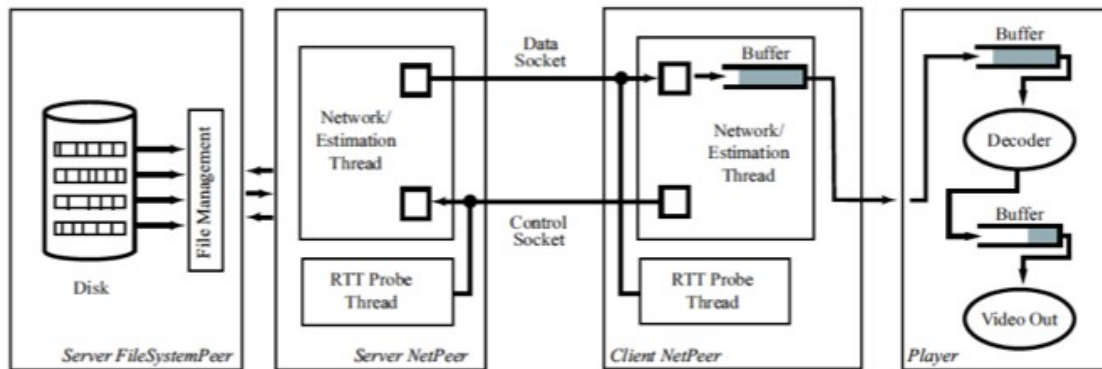 File Management
Disk
Server FileSystemPeer
Network/
Estimation
Thread
RTT Probe
Thread
Server NetPeer
Data
Socket
Control
Socket
Buffer
Network/
Estimation
Thread
RTT Probe
Thread
Client NetPeer
Buffer
Decoder
Buffer
Video Out
Player